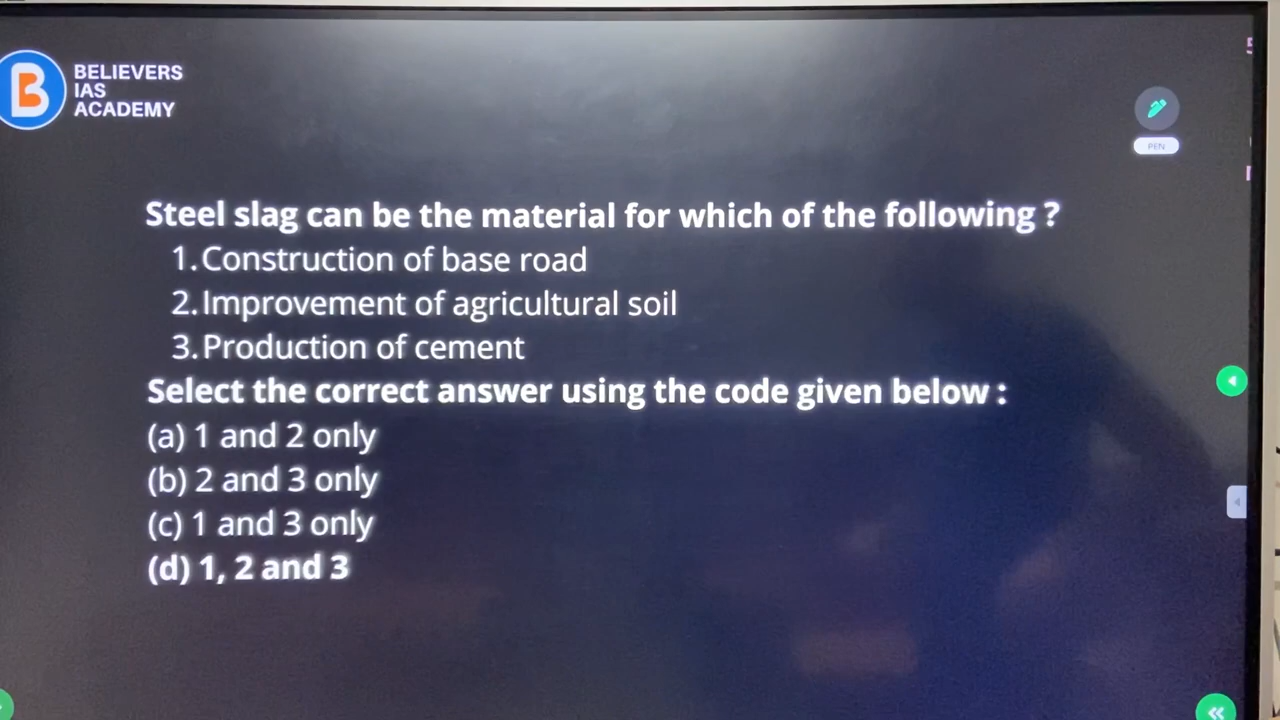 BELIEVERS
IAS
ACADEMY
PEN
Steel slag can be the material for which of the following ?
1. Construction of base road
2. Improvement of agricultural soil
3. Production of cement
Select the correct answer using the code given below :
(a) 1 and 2 only
(b) 2 and 3 only
(c) 1 and 3 only
(d) 1, 2 and 3